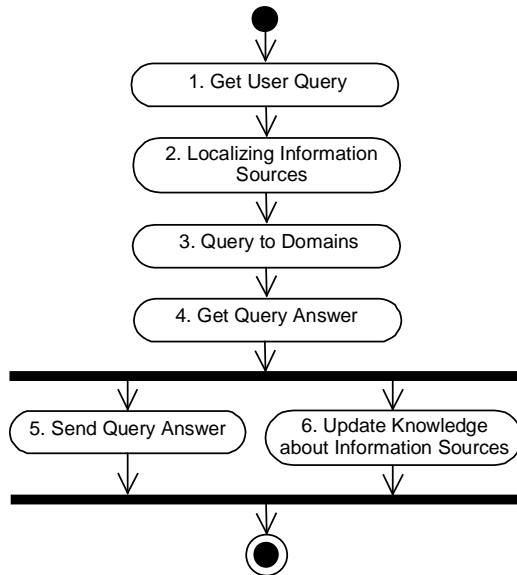 1. Get User Query
2. Localizing Information
Sources
3. Query to Domains
4. Get Query Answer
5. Send Query Answer
6. Update Knowledge
about Information Sources